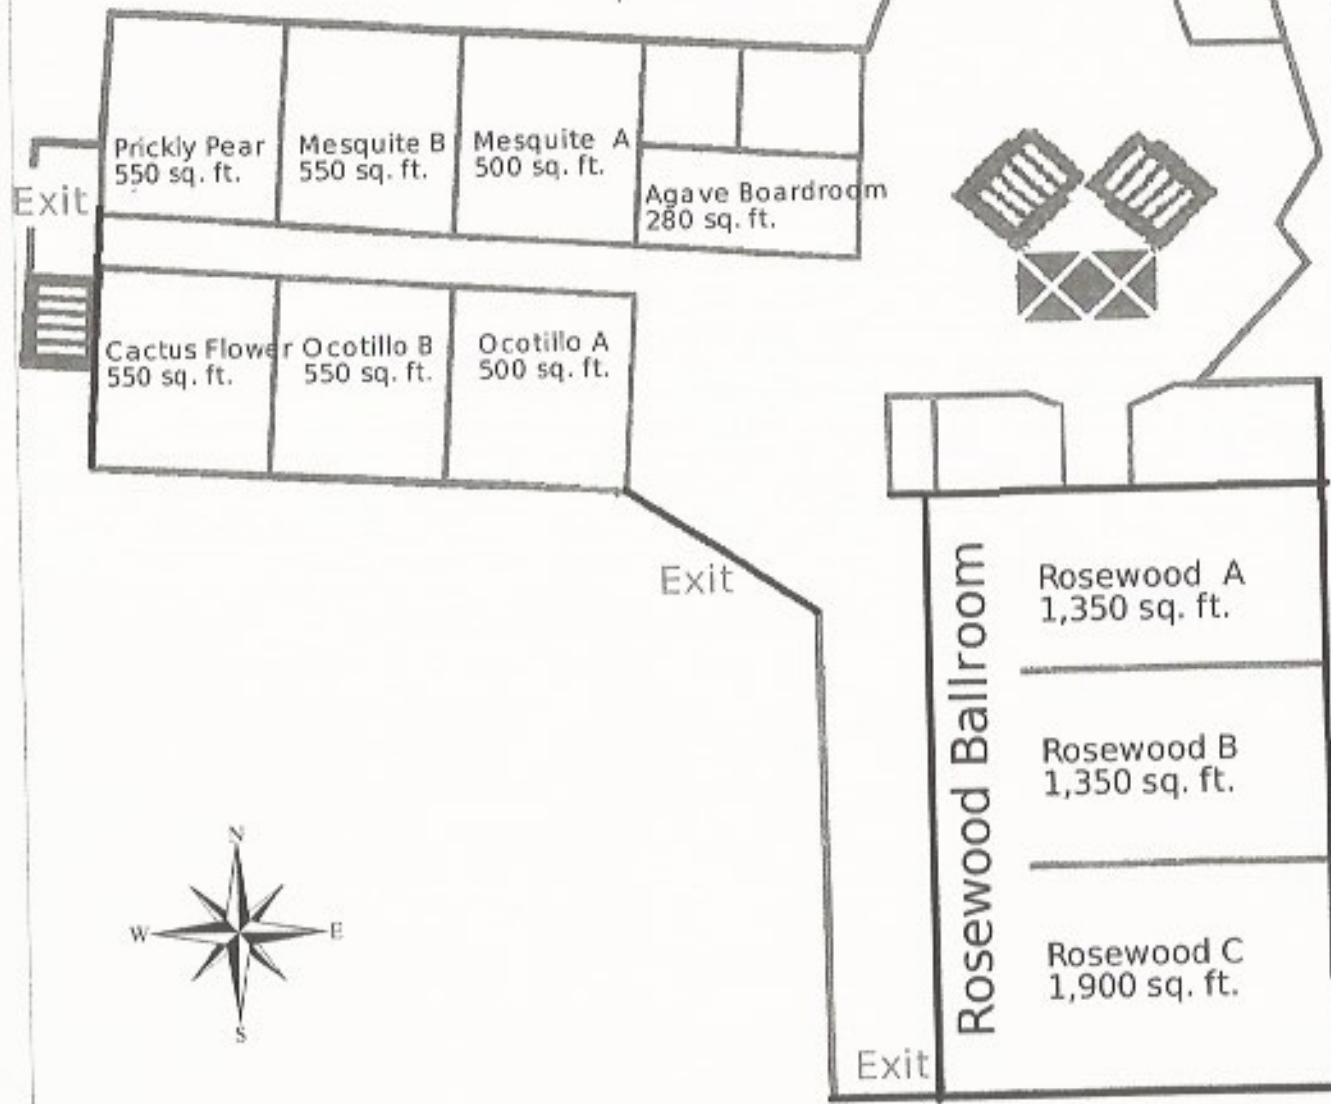 Prickly Pear
550 sq. ft.
Mesquite B
550 sq. ft.
Mesquite A
500 sq. ft.
Agave Boardroom
280 sq. ft.
Exit
Cactus Flower
550 sq. ft.
Ocotillo B
550 sq. ft.
Ocotillo A
500 sq. ft.
Exit
Rosewood Ballroom
Rosewood A
1,350 sq. ft.
Rosewood B
1,350 sq. ft.
Rosewood C
1,900 sq. ft.
Exit
N
W
E
S